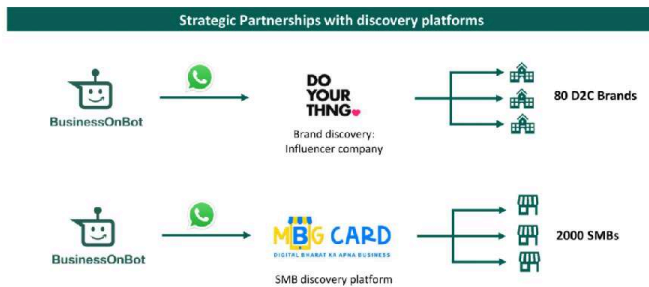 Strategic Partnerships with discovery platforms
BusinessOnBot
DO
YOUR
THNG.
Brand discovery:
Influencer company
80 D2C Brands
BusinessOnBot
MBG CARD
DIGITAL BHARAT KA APNA BUSINESS
SMB discovery platform
2000 SMBs